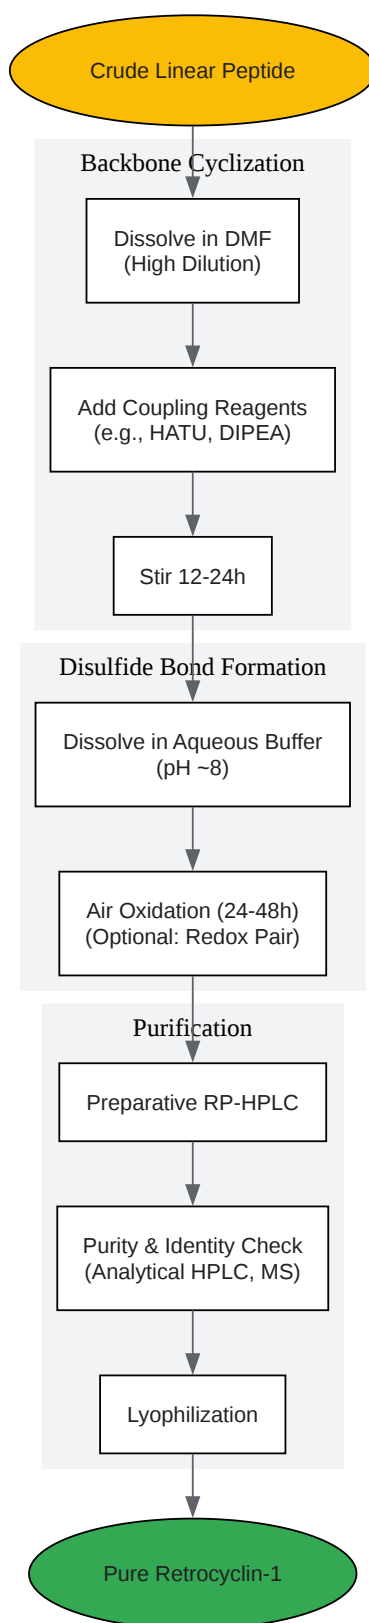 Crude Linear Peptide
Backbone Cyclization
Dissolve in DMF
(High Dilution)
Add Coupling Reagents
(e.g., HATU, DIPEA)
Stir 12-24h
Disulfide Bond Formation
Dissolve in Aqueous Buffer
(pH ~8)
Air Oxidation (24-48h)
(Optional: Redox Pair)
Purification
Preparative RP-HPLC
Purity & Identity Check
(Analytical HPLC, MS)
Lyophilization
Pure Retrocyclin-1